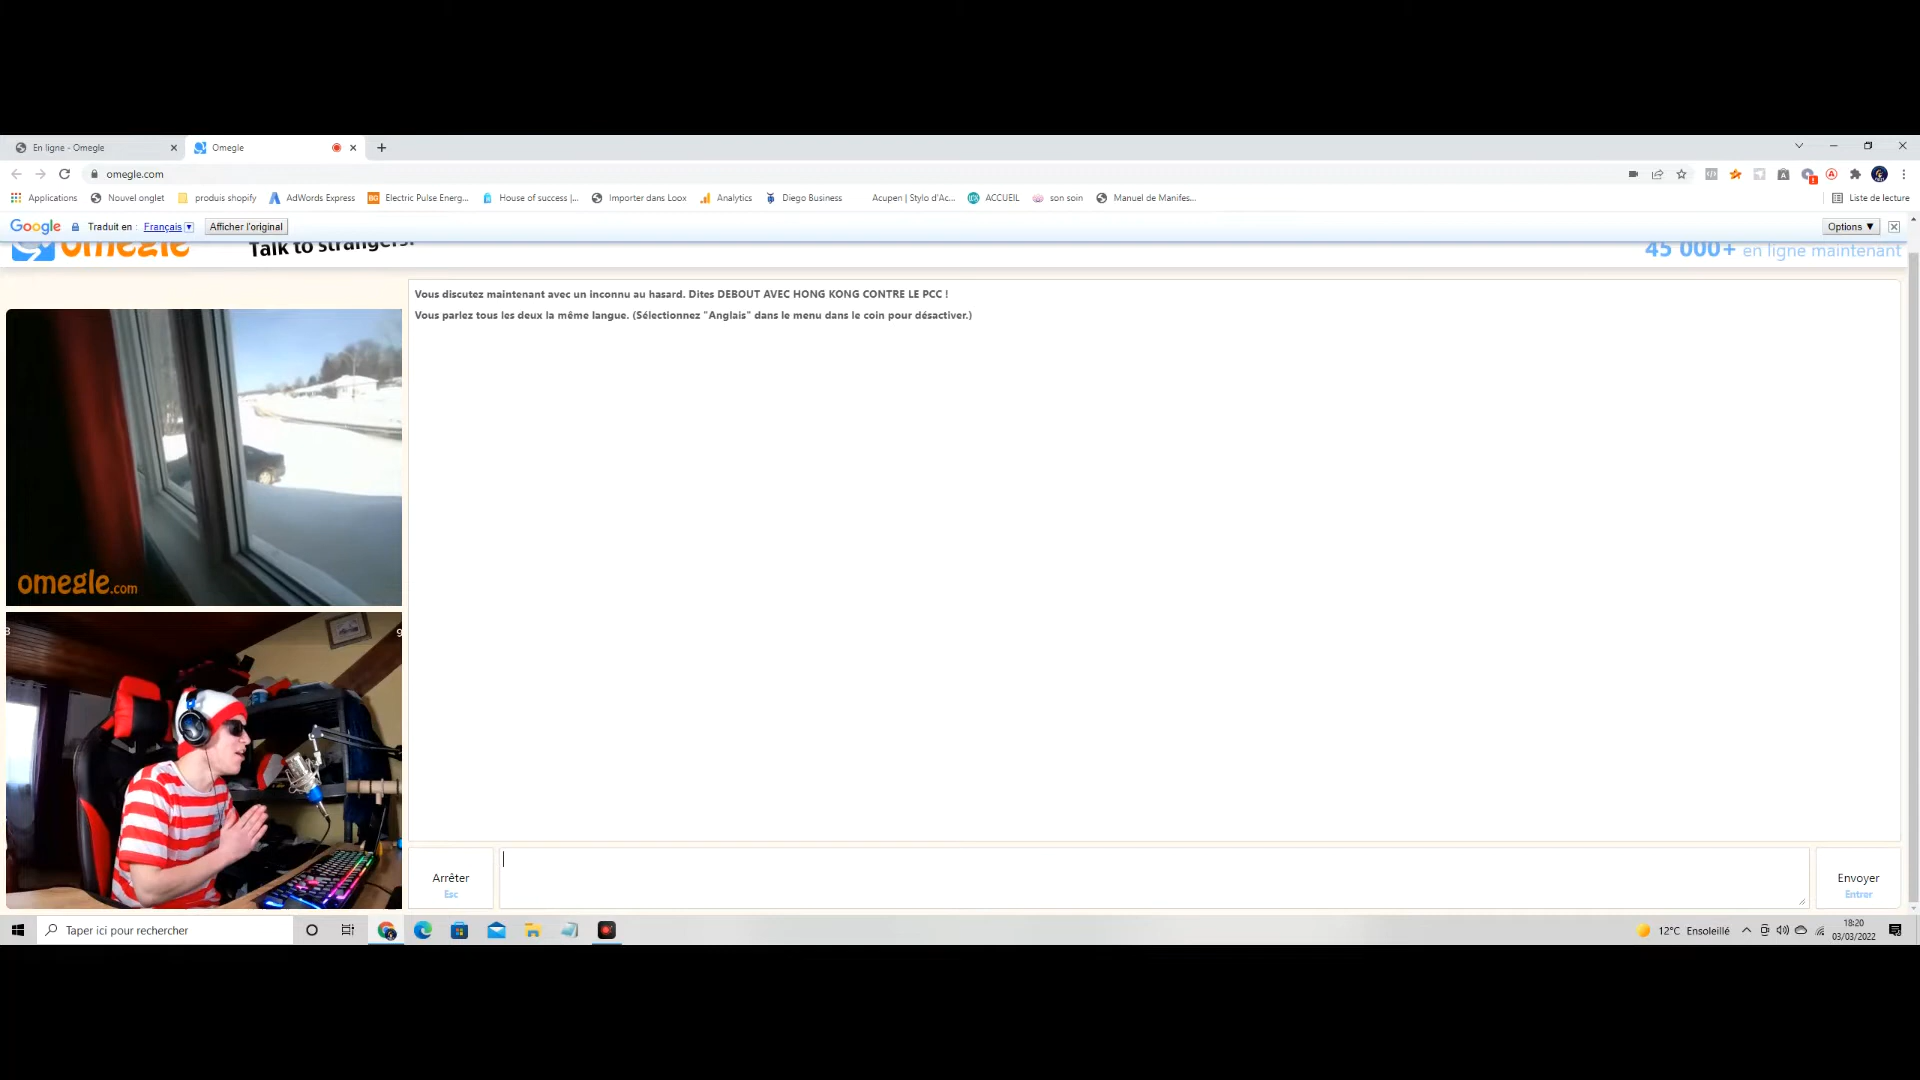 En ligne - Omegle
Omegle
omegle.com
Applications
Nouvel onglet
produis shopify
AdWords Express
Electric Pulse Energ...
House of success |...
Importer dans Loox
Analytics
Diego Business
Acupen | Stylo d'Ac...
ACCUEIL
son soin
Manuel de Manifes...
Liste de lecture
Google Traduit en : Français Afficher l'original
Options ▼
omegle
Talk to strangers!
45 000+ en ligne maintenant
Vous discutez maintenant avec un inconnu au hasard. Dites DEBOUT AVEC HONG KONG CONTRE LE PCC !
Vous parlez tous les deux la même langue. (Sélectionnez "Anglais" dans le menu dans le coin pour désactiver.)
omegle.com
Arrêter
Esc
Envoyer
Entrer
Taper ici pour rechercher
12°C Ensoleillé
18:20
03/03/2022